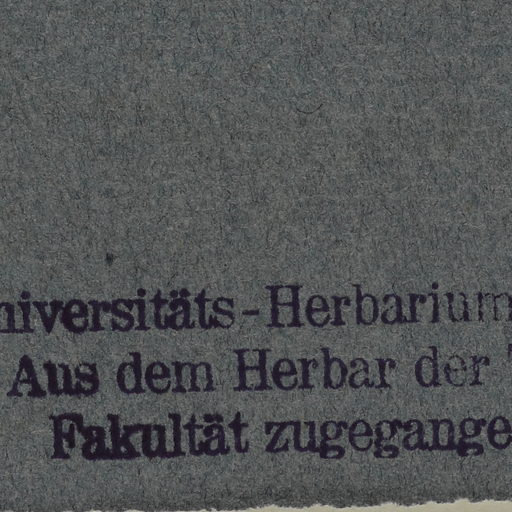 niversitäts-Herbarium
Aus dem Herbar der
Fakultät zugegange